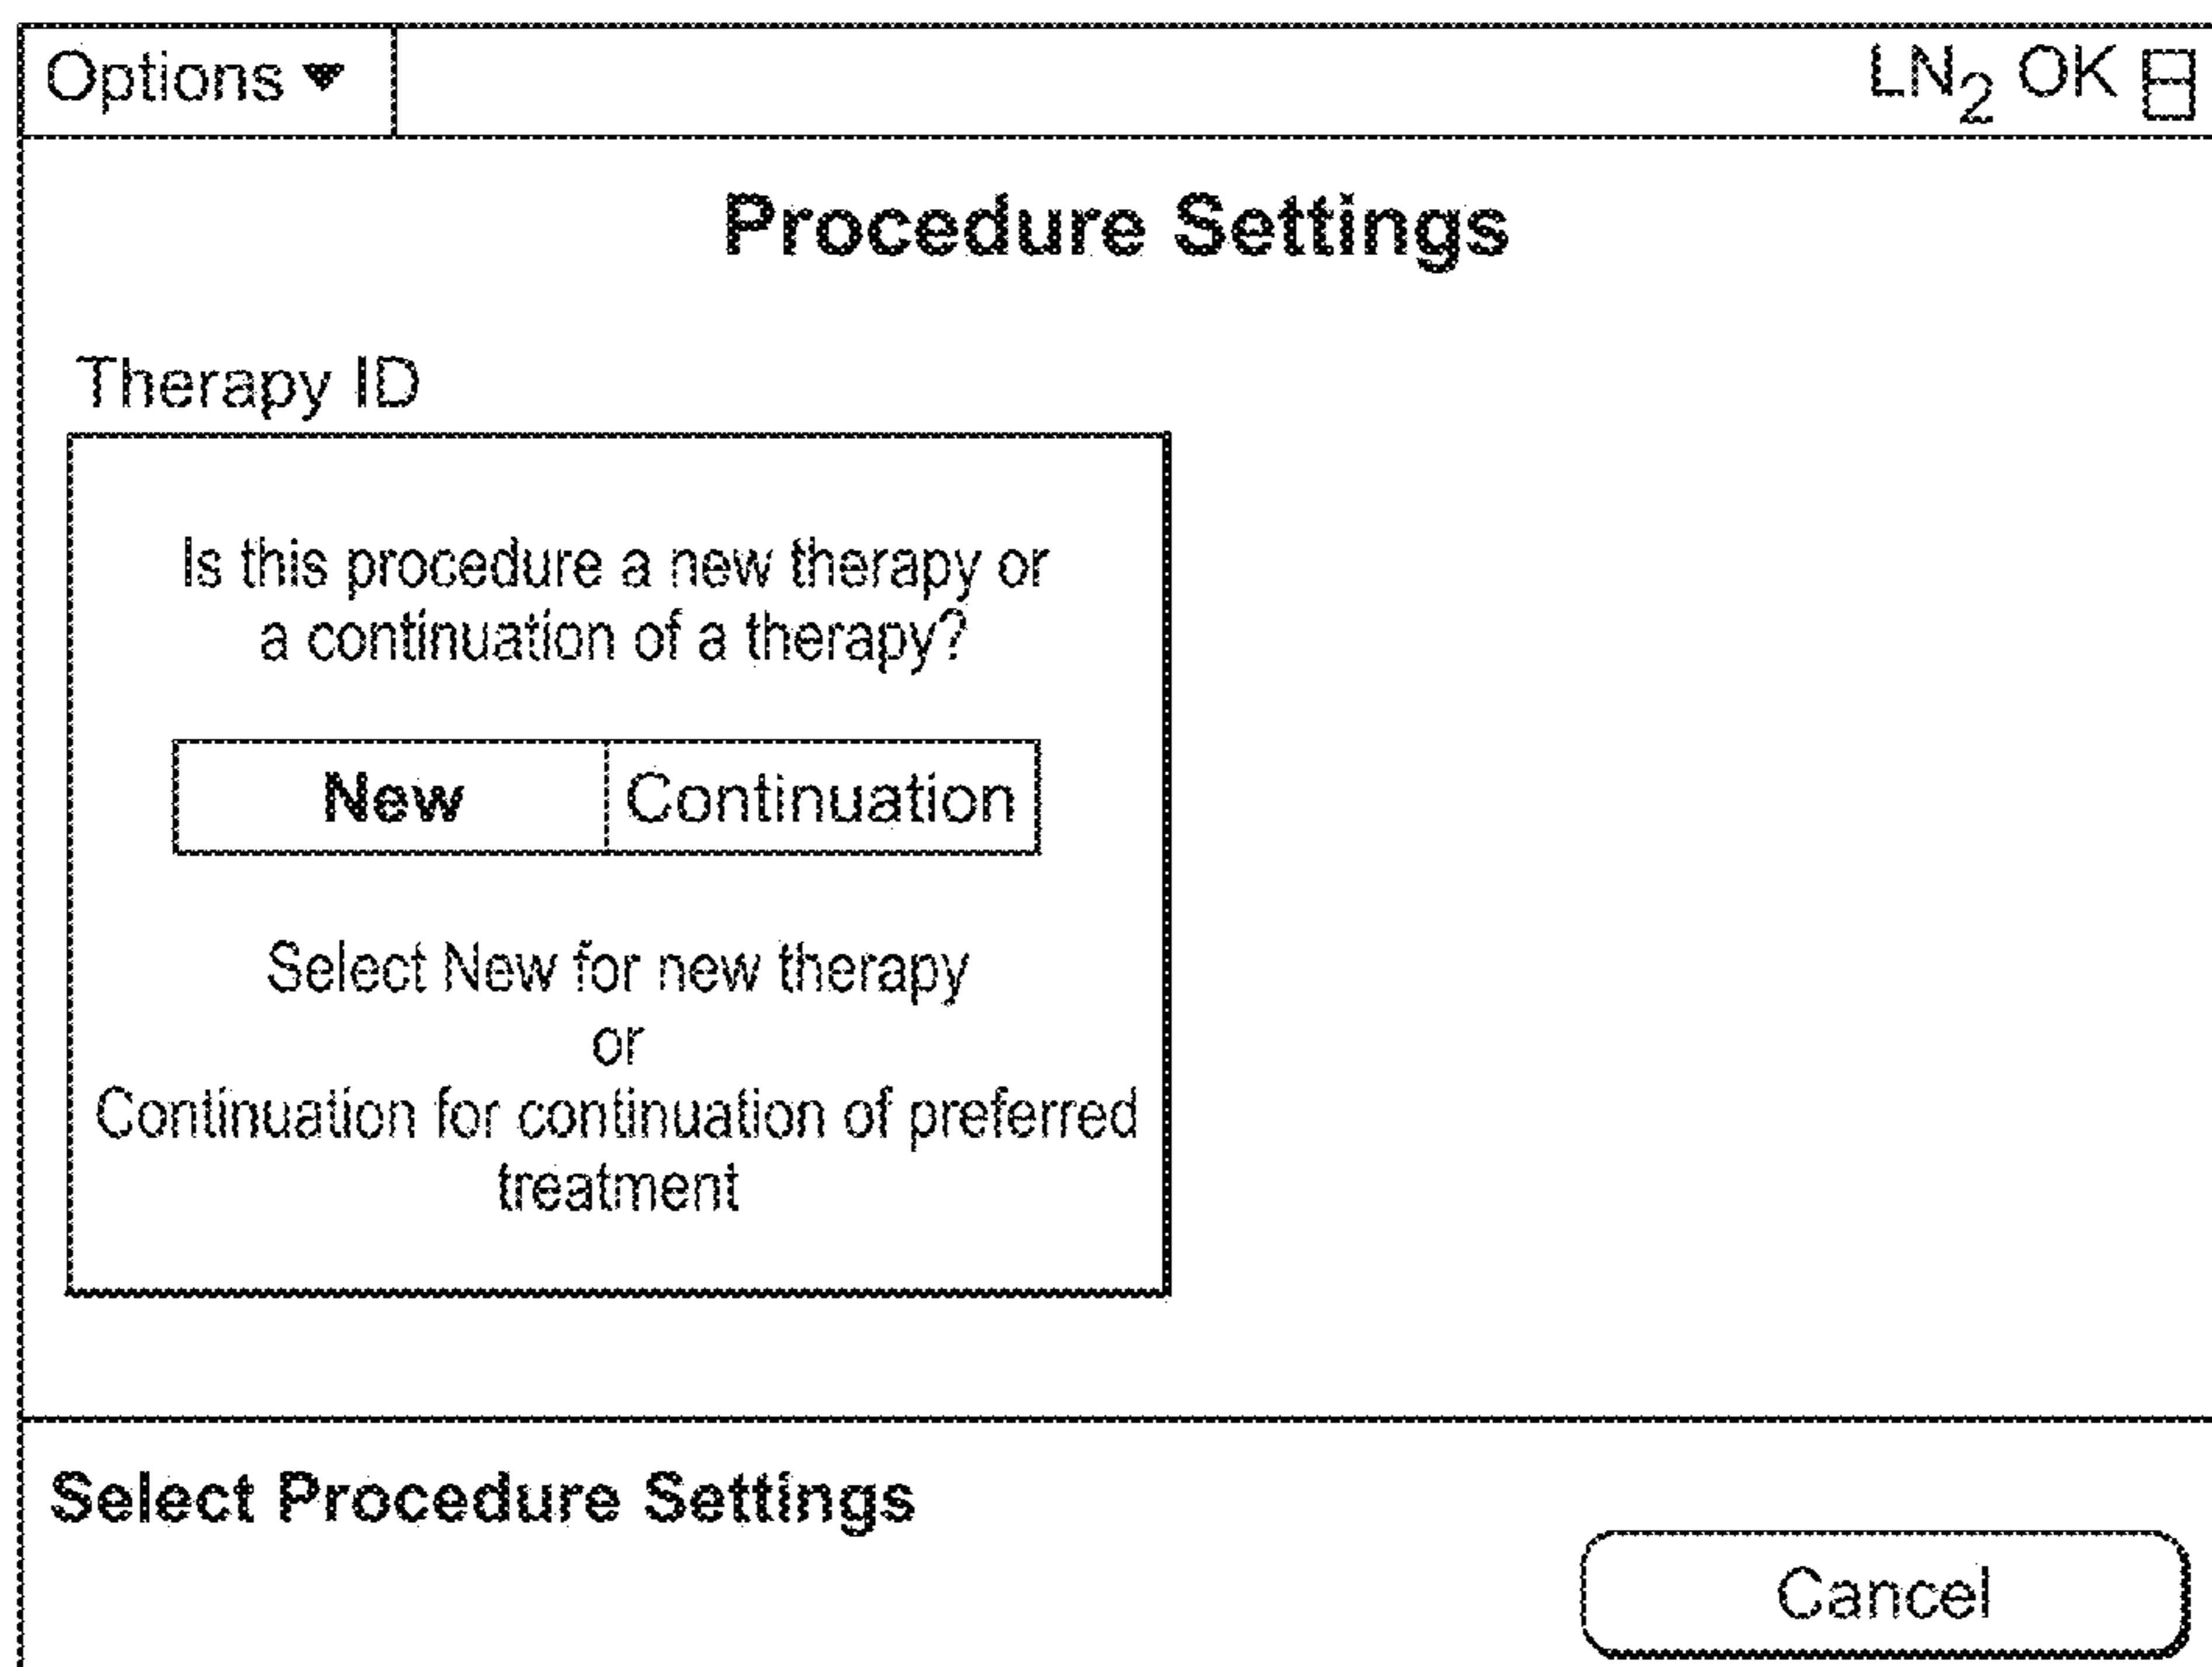 Options ▼
LN2 OK
Procedure Settings
Therapy ID
Is this procedure a new therapy or
a continuation of a therapy?
New
Continuation
Select New for new therapy
or
Continuation for continuation of preferred
treatment
Select Procedure Settings
Cancel